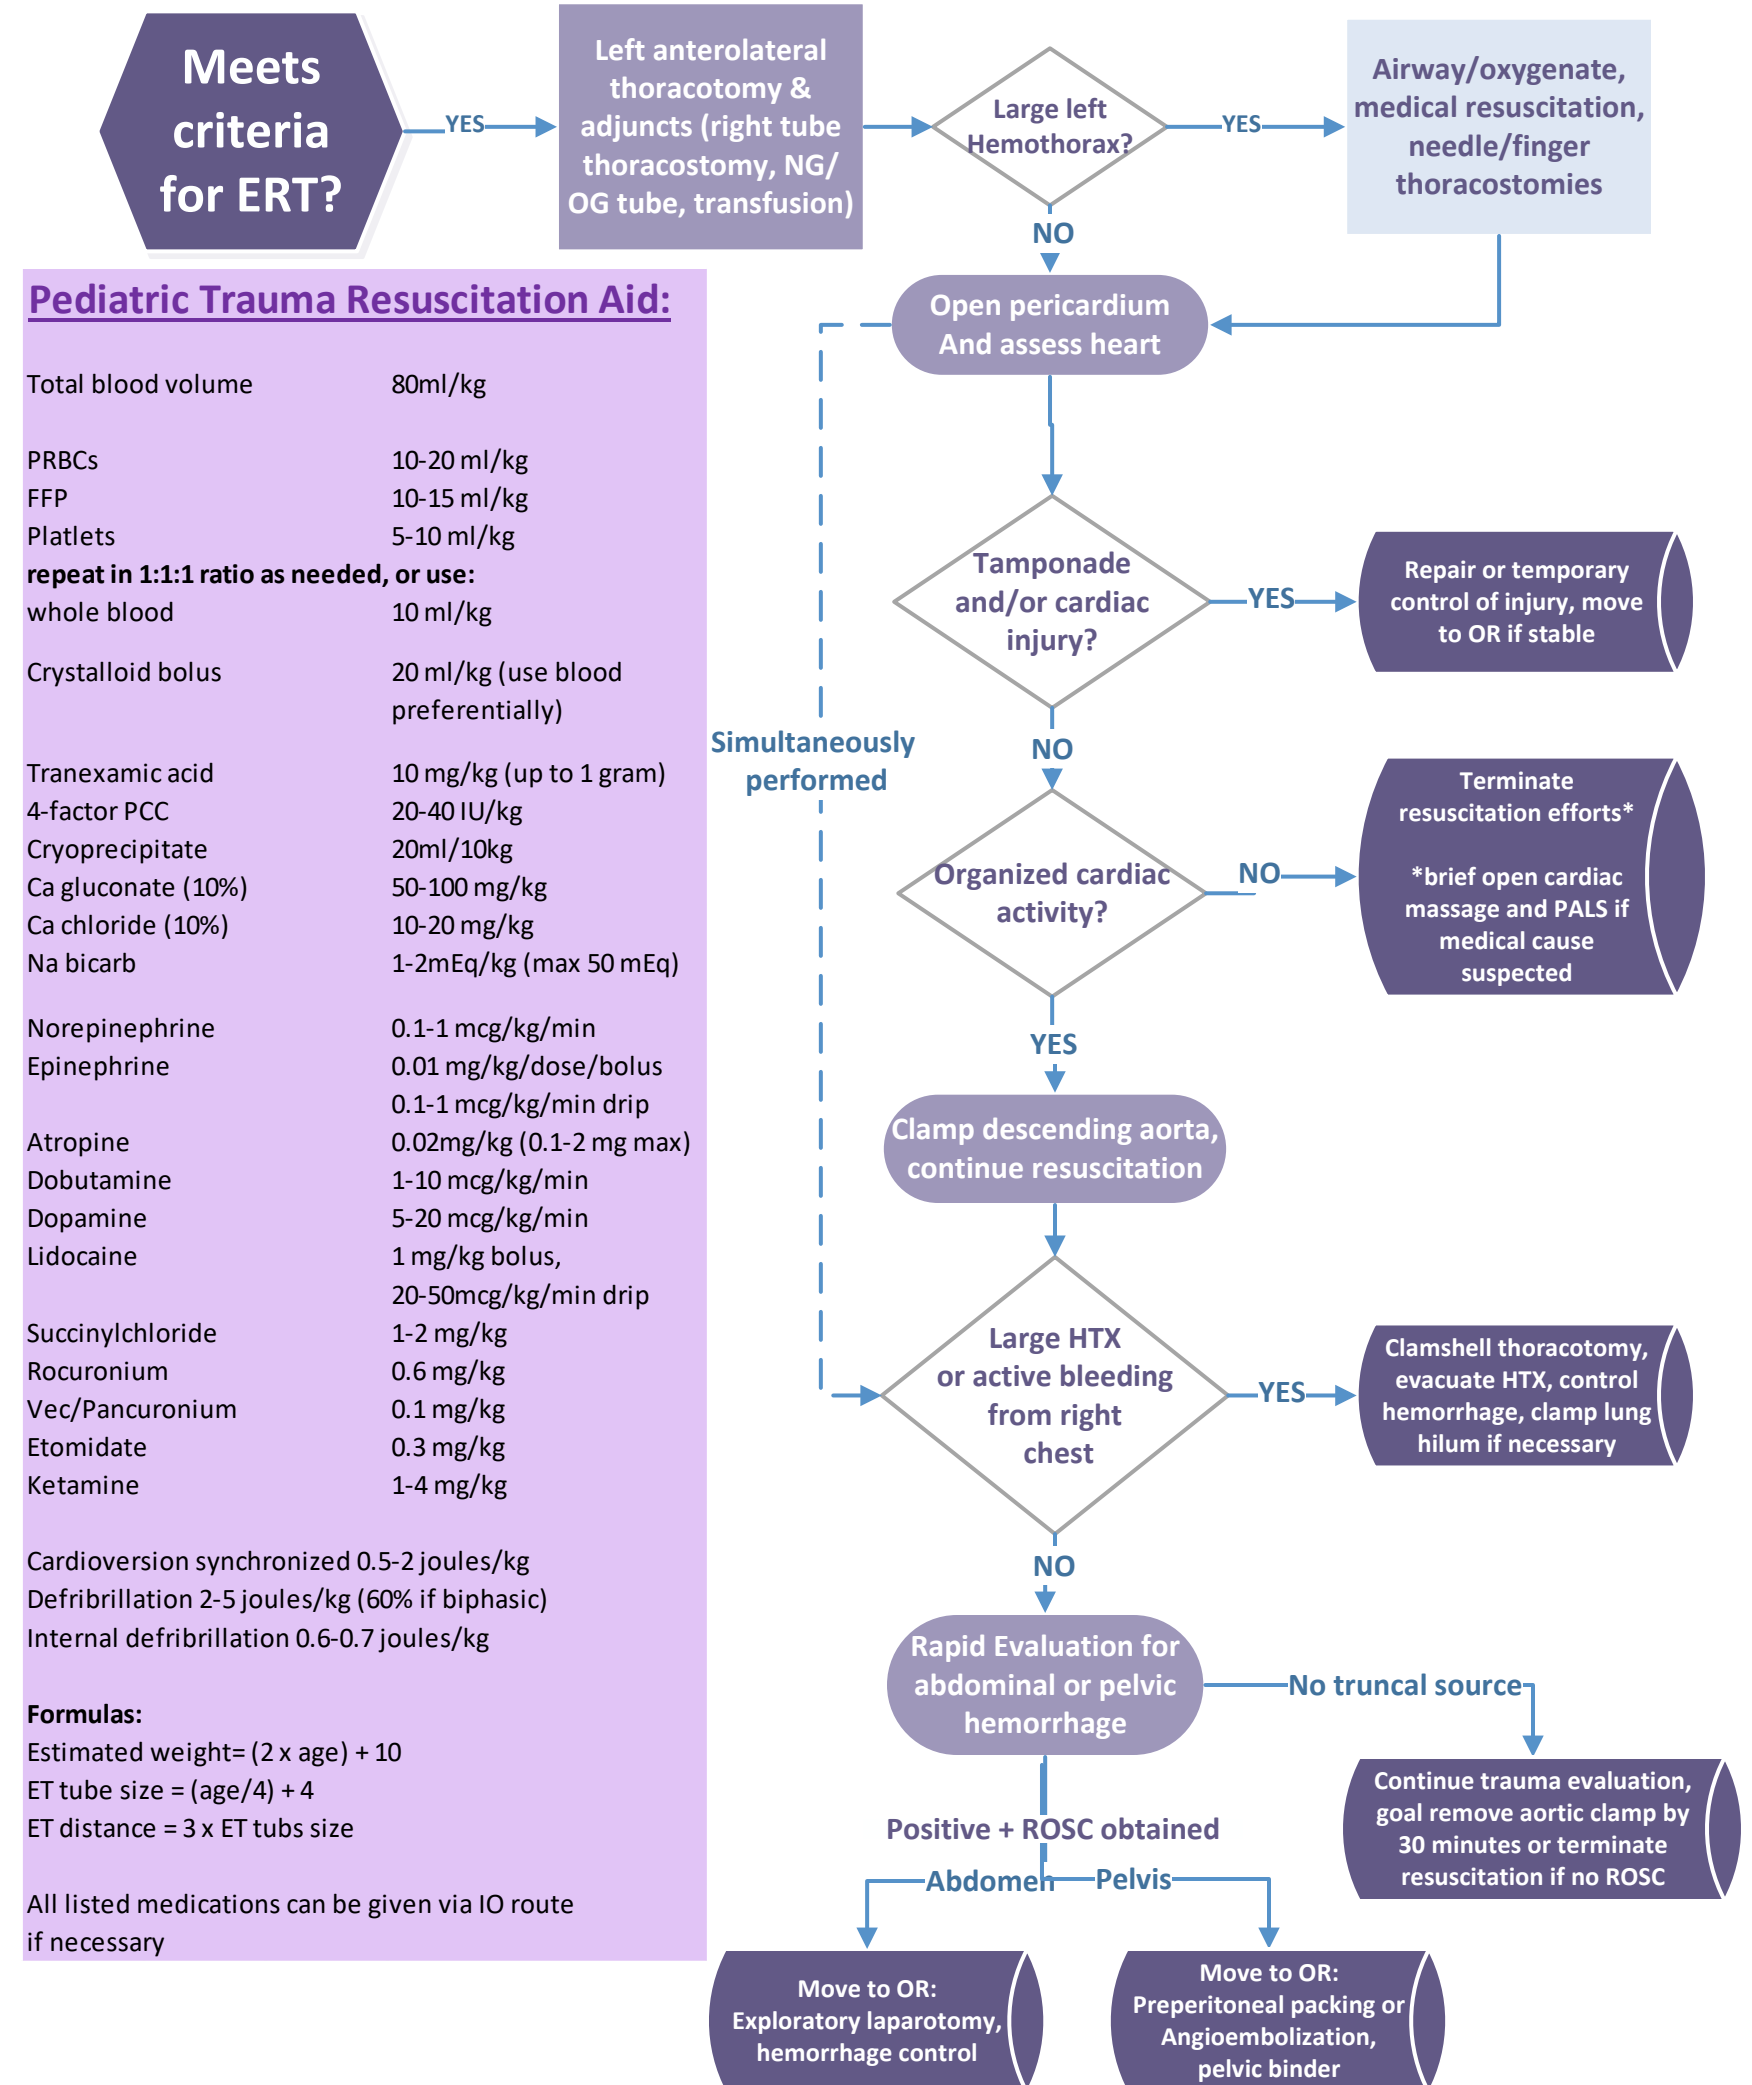 Meets
criteria
for ERT?
YES
Left anterolateral
thoracotomy &
adjuncts (right tube
thoracostomy, NG/
OG tube, transfusion)
Large left
Hemothorax?
YES
Airway/oxygenate,
medical resuscitation,
needle/finger
thoracostomies
NO
Open pericardium
And assess heart
Simultaneously
performed
Tamponade
and/or cardiac
injury?
YES
Repair or temporary
control of injury, move
to OR if stable
NO
Organized cardiac
activity?
NO
Terminate
resuscitation efforts*
*brief open cardiac
massage and PALS if
medical cause
suspected
YES
Clamp descending aorta,
continue resuscitation
Large HTX
or active bleeding
from right
chest
YES
Clamshell thoracotomy,
evacuate HTX, control
hemorrhage, clamp lung
hilum if necessary
NO
Rapid Evaluation for
abdominal or pelvic
hemorrhage
No truncal source
Continue trauma evaluation,
goal remove aortic clamp by
30 minutes or terminate
resuscitation if no ROSC
Positive + ROSC obtained
Abdomen
Pelvis
Move to OR:
Exploratory laparotomy,
hemorrhage control
Move to OR:
Preperitoneal packing or
Angioembolization,
pelvic binder
Pediatric Trauma Resuscitation Aid:
Total blood volume 80ml/kg
PRBCs 10-20 ml/kg
FFP 10-15 ml/kg
Platlets 5-10 ml/kg
repeat in 1:1:1 ratio as needed, or use:
whole blood 10 ml/kg
Crystalloid bolus 20 ml/kg (use blood
preferentially)
Tranexamic acid 10 mg/kg (up to 1 gram)
4-factor PCC 20-40 IU/kg
Cryoprecipitate 20ml/10kg
Ca gluconate (10%) 50-100 mg/kg
Ca chloride (10%) 10-20 mg/kg
Na bicarb 1-2mEq/kg (max 50 mEq)
Norepinephrine 0.1-1 mcg/kg/min
Epinephrine 0.01 mg/kg/dose/bolus
0.1-1 mcg/kg/min drip
Atropine 0.02mg/kg (0.1-2 mg max)
Dobutamine 1-10 mcg/kg/min
Dopamine 5-20 mcg/kg/min
Lidocaine 1 mg/kg bolus,
20-50mcg/kg/min drip
Succinylchloride 1-2 mg/kg
Rocuronium 0.6 mg/kg
Vec/Pancuronium 0.1 mg/kg
Etomidate 0.3 mg/kg
Ketamine 1-4 mg/kg
Cardioversion synchronized 0.5-2 joules/kg
Defribrillation 2-5 joules/kg (60% if biphasic)
Internal defribrillation 0.6-0.7 joules/kg
Formulas:
Estimated weight= (2 x age) + 10
ET tube size = (age/4) + 4
ET distance = 3 x ET tubs size
All listed medications can be given via IO route
if necessary